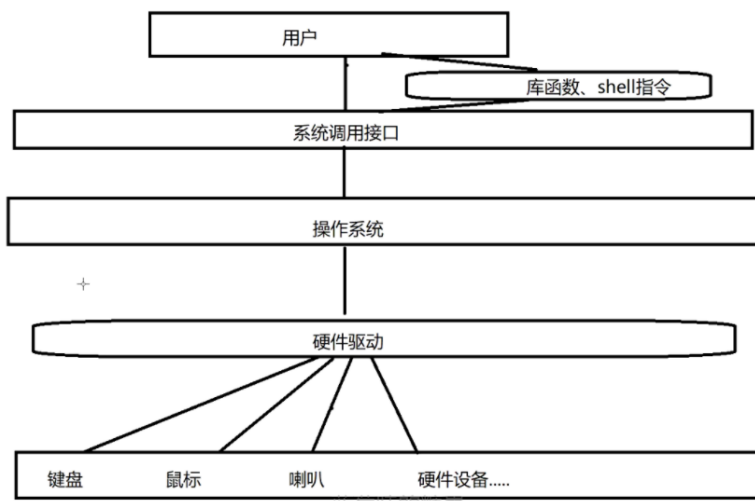 用户
库函数、shell指令
系统调用接口
操作系统
硬件驱动
键盘 鼠标 喇叭 硬件设备.....